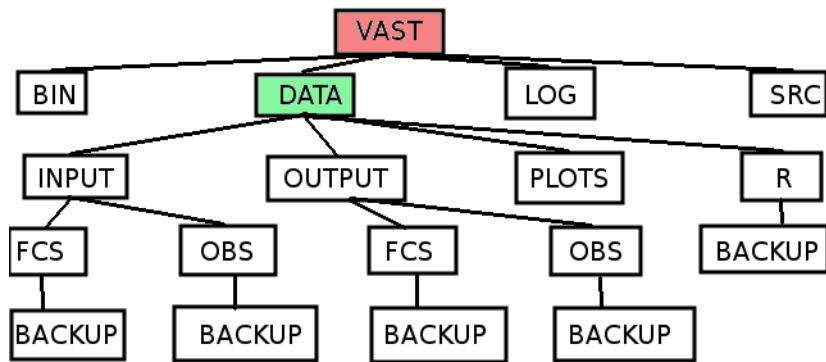 VAST
BIN DATA LOG SRC
INPUT OUTPUT PLOTS R
FCS OBS FCS OBS BACKUP
BACKUP BACKUP BACKUP BACKUP